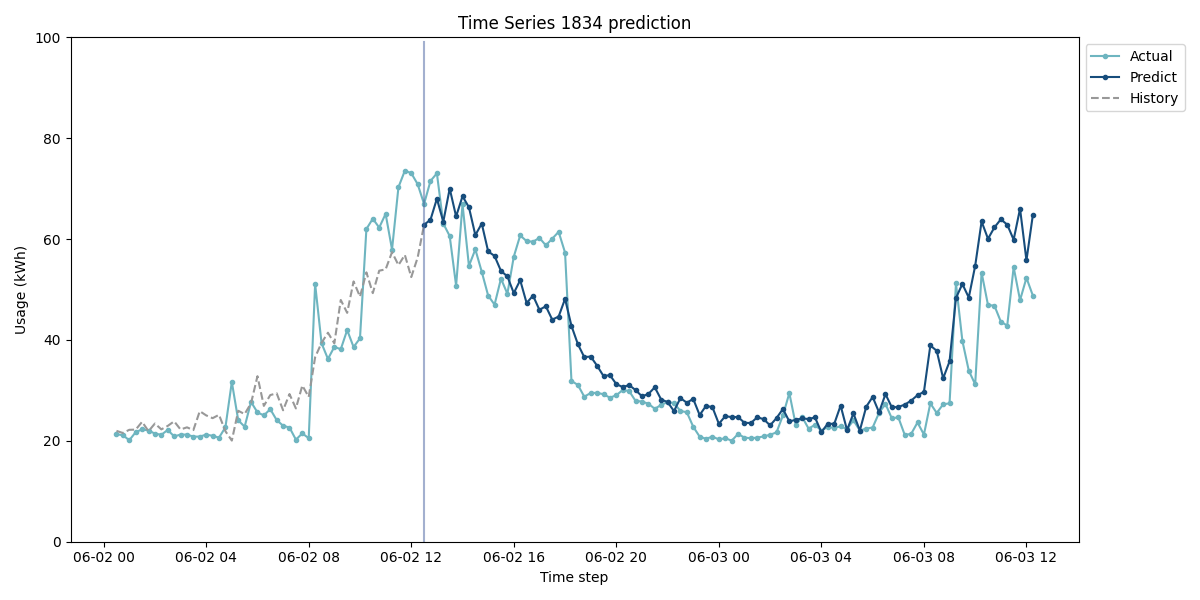 Time Series 1834 prediction
100
80
60
40
20
0
Usage (kWh)
06-02 00
06-02 04
06-02 08
06-02 12
06-02 16
06-02 20
06-03 00
06-03 04
06-03 08
06-03 12
Time step
Actual
Predict
History